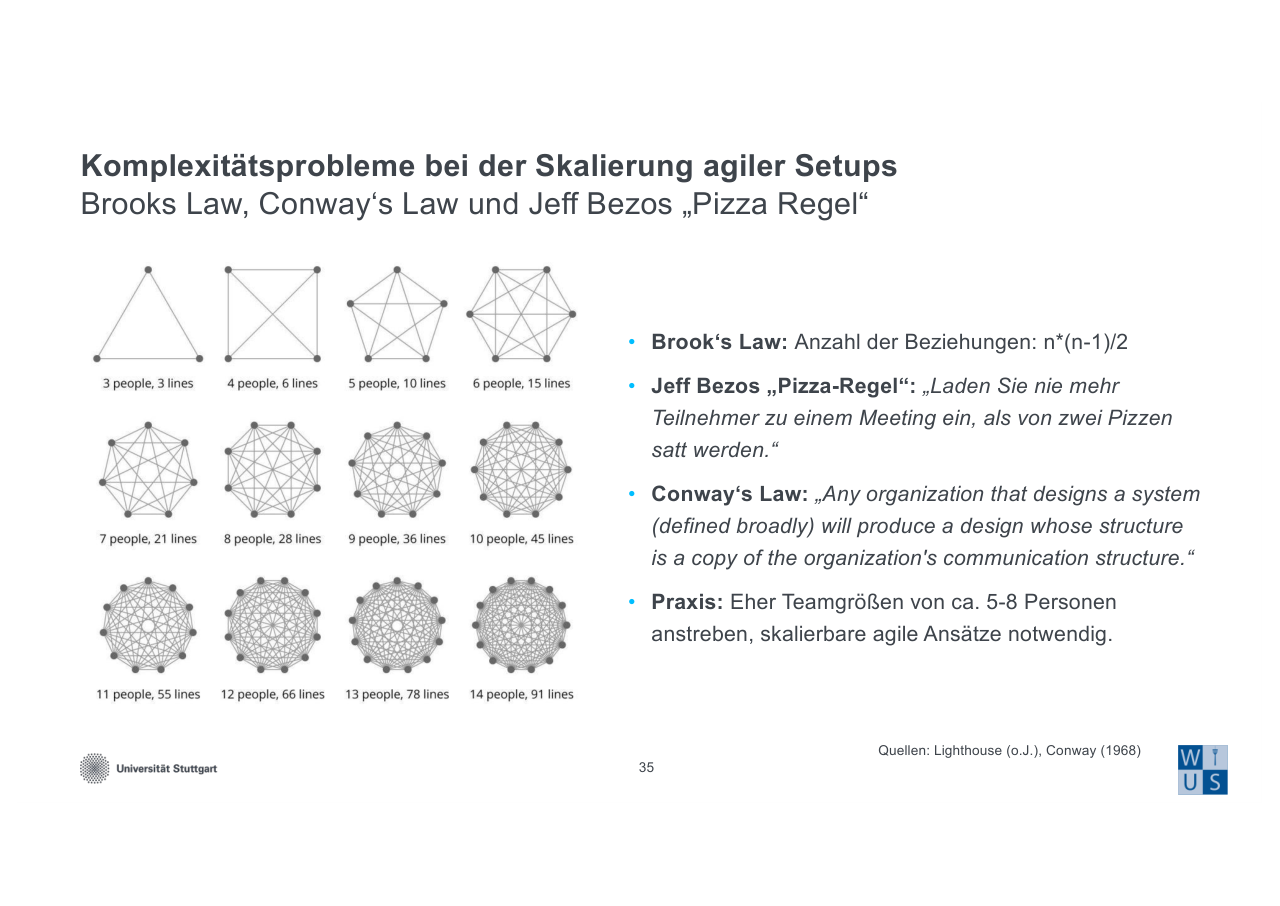 Komplexitätsprobleme bei der Skalierung agiler Setups
Brooks Law, Conway‘s Law und Jeff Bezos „Pizza Regel“
3 people, 3 lines
4 people, 6 lines
5 people, 10 lines
6 people, 15 lines
7 people, 21 lines
8 people, 28 lines
9 people, 36 lines
10 people, 45 lines
11 people, 55 lines
12 people, 66 lines
13 people, 78 lines
14 people, 91 lines
• Brook‘s Law: Anzahl der Beziehungen: n*(n-1)/2
• Jeff Bezos „Pizza-Regel“: „Laden Sie nie mehr
Teilnehmer zu einem Meeting ein, als von zwei Pizzen
satt werden.“
• Conway‘s Law: „Any organization that designs a system
(defined broadly) will produce a design whose structure
is a copy of the organization's communication structure.“
• Praxis: Eher Teamgrößen von ca. 5-8 Personen
anstreben, skalierbare agile Ansätze notwendig.
Quellen: Lighthouse (o.J.), Conway (1968)
Universität Stuttgart
35
W
U S